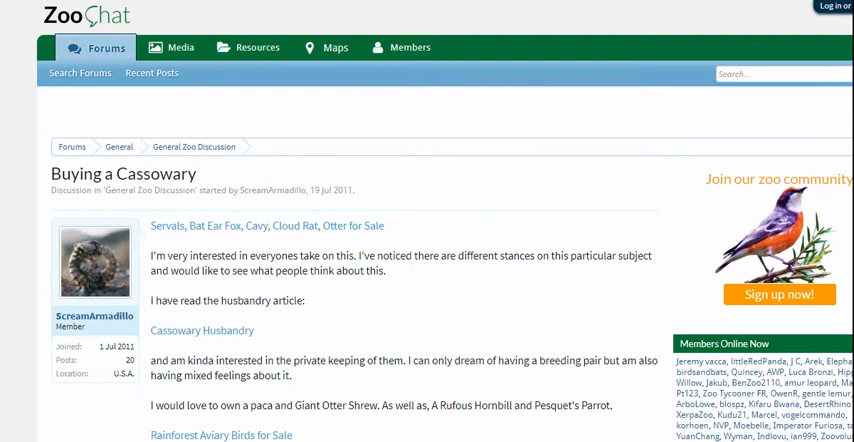 ZooChat
Log in or
Forums Media Resources Maps Members
Search Forums Recent Posts
Search...
Forums General General Zoo Discussion
Buying a Cassowary
Discussion in 'General Zoo Discussion' started by ScreamArmadillo, 19 Jul 2011.
Servals, Bat Ear Fox, Cavy, Cloud Rat, Otter for Sale
I'm very interested in everyones take on this. I've noticed there are different stances on this particular subject
and would like to see what people think about this.
I have read the husbandry article:
Cassowary Husbandry
and am kinda interested in the private keeping of them. I can only dream of having a breeding pair but am also
having mixed feelings about it.
I would love to own a paca and Giant Otter Shrew. As well as, A Rufous Hornbill and Pesquet's Parrot.
Rainforest Aviary Birds for Sale
ScreamArmadillo
Member
Joined: 1 Jul 2011
Posts: 20
Location: U.S.A.
Join our zoo community
Sign up now!
Members Online Now
Jeremy vacca, littleRedPanda, J C, Arek, Elepha
birdsandbats, Quincey, AWP, Luca Bronzi, Hip
Willow, Jakub, BenZoo2110, amur leopard, Ma
Pt123, Zoo Tycooner FR, OwenR, gentle lemur,
ArboLowe, blospz, Kifaru Bwana, DesertRhino
XerpaZoo, Kudu21, Marcel, vogelcommando,
korhoen, NVP, Moebelle, Imperator Furiosa, ta
YuanChang, Wyman, Indlovu, ian999, Zoovolu